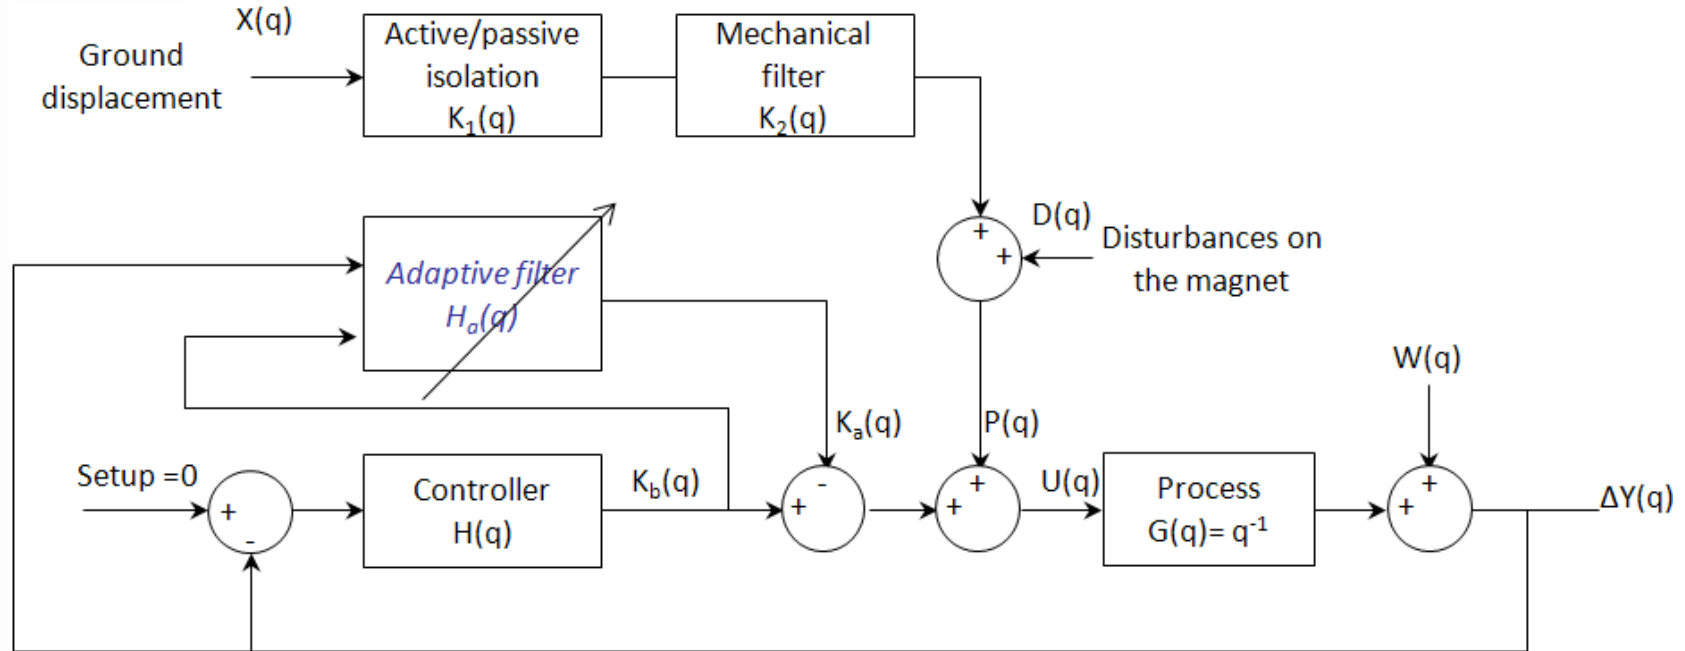 X(q)
Ground
displacement
Active/passive
isolation
K₁(q)
Mechanical
filter
K₂(q)
+
+
D(q)
Disturbances on
the magnet
Adaptive filter
Hₐ(q)
W(q)
Kₐ(q)
P(q)
Setup =0
+
-
Controller
H(q)
K_b(q)
-
+
+
+
U(q)
Process
G(q)= q⁻¹
+
+
ΔY(q)